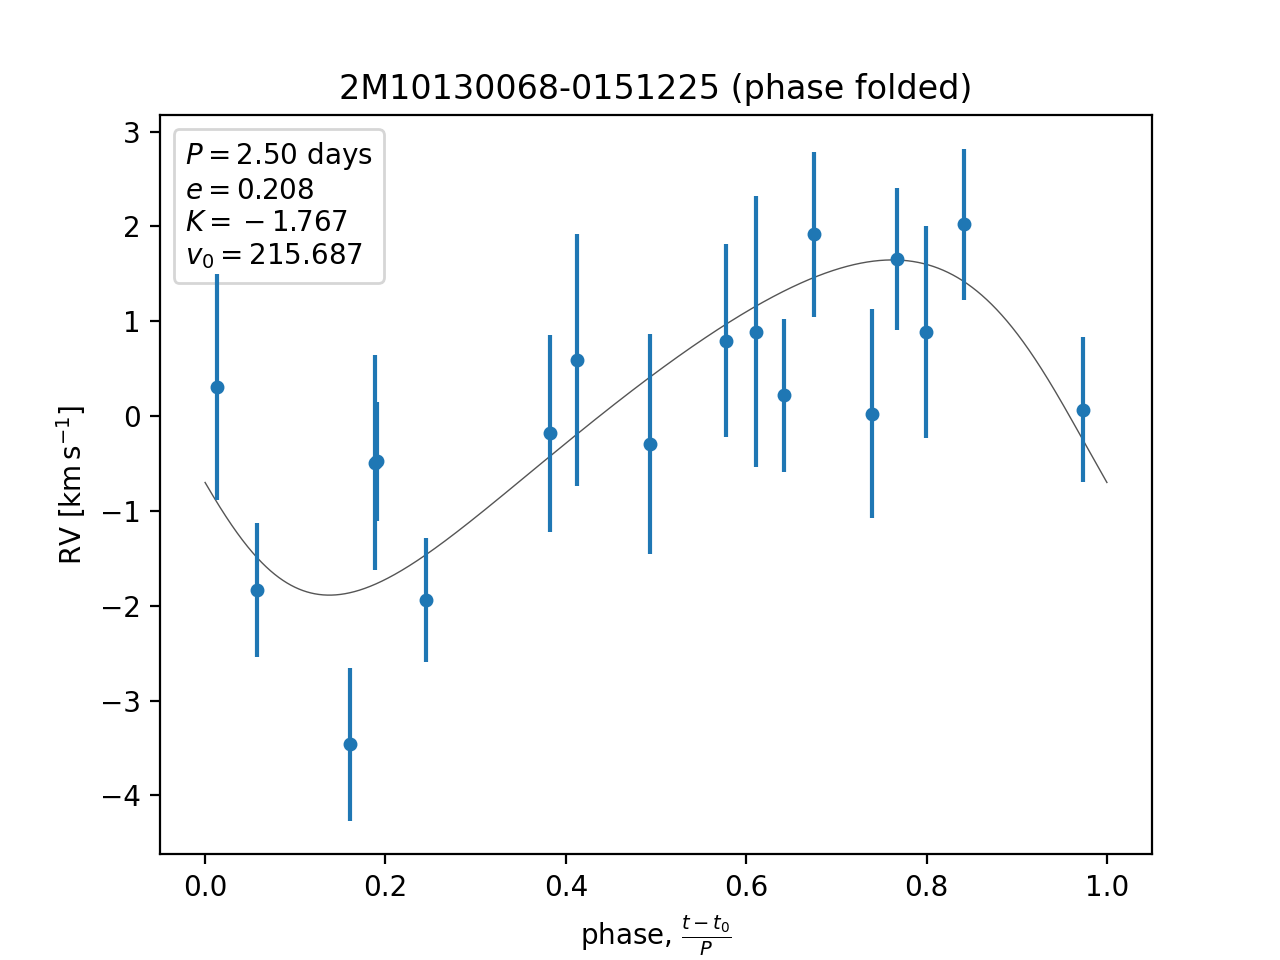 2M10130068-0151225 (phase folded)
P = 2.50 days
e = 0.208
K = −1.767
v₀ = 215.687
RV [km s⁻¹]
3
2
1
0
−1
−2
−3
−4
0.0 0.2 0.4 0.6 0.8 1.0
phase, (t − t₀)/P